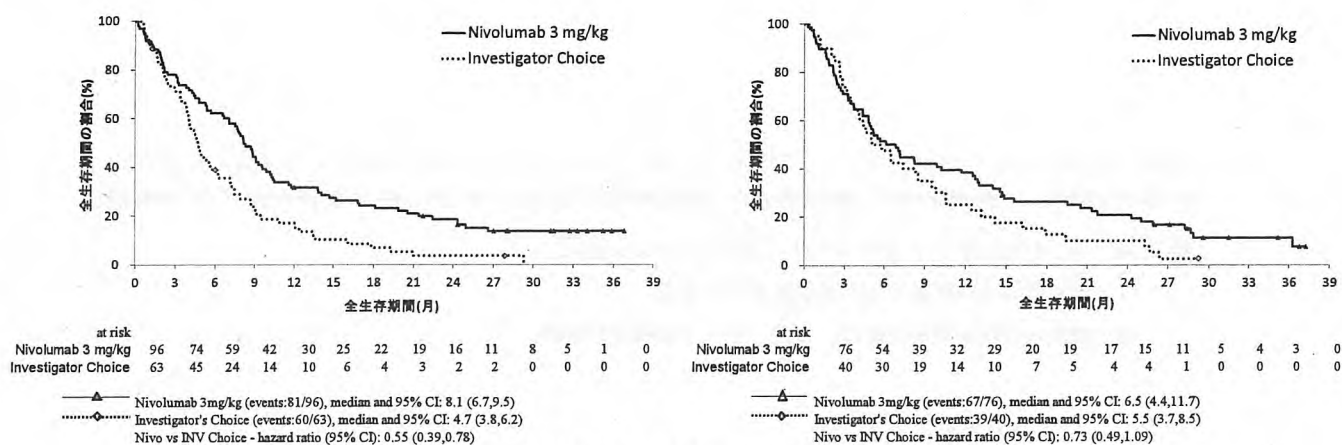 Nivolumab 3 mg/kg
Investigator Choice
全生存期間の割合(%)
100
80
60
40
20
0
0 3 6 9 12 15 18 21 24 27 30 33 36 39
全生存期間(月)
at risk
Nivolumab 3 mg/kg 96 74 59 42 30 25 22 19 16 11 8 5 1 0
Investigator Choice 63 45 24 14 10 6 4 3 2 2 0 0 0 0
Nivolumab 3mg/kg (events:81/96), median and 95% CI: 8.1 (6.7,9.5)
Investigator's Choice (events:60/63), median and 95% CI: 4.7 (3.8,6.2)
Nivo vs INV Choice - hazard ratio (95% CI): 0.55 (0.39,0.78)
Nivolumab 3 mg/kg
Investigator Choice
全生存期間の割合(%)
100
80
60
40
20
0
0 3 6 9 12 15 18 21 24 27 30 33 36 39
全生存期間(月)
at risk
Nivolumab 3 mg/kg 76 54 39 32 29 20 19 17 15 11 5 4 3 0
Investigator Choice 40 30 19 14 10 7 5 4 4 1 0 0 0 0
Nivolumab 3mg/kg (events:67/76), median and 95% CI: 6.5 (4.4,11.7)
Investigator's Choice (events:39/40), median and 95% CI: 5.5 (3.7,8.5)
Nivo vs INV Choice - hazard ratio (95% CI): 0.73 (0.49,1.09)